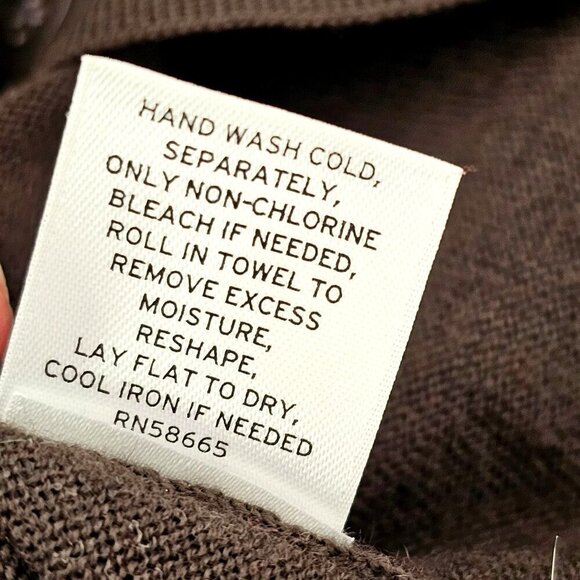 HAND WASH COLD,
SEPARATELY,
ONLY NON-CHLORINE
BLEACH IF NEEDED,
ROLL IN TOWEL TO
REMOVE EXCESS
MOISTURE,
RESHAPE,
LAY FLAT TO DRY,
COOL IRON IF NEEDED
RN58665